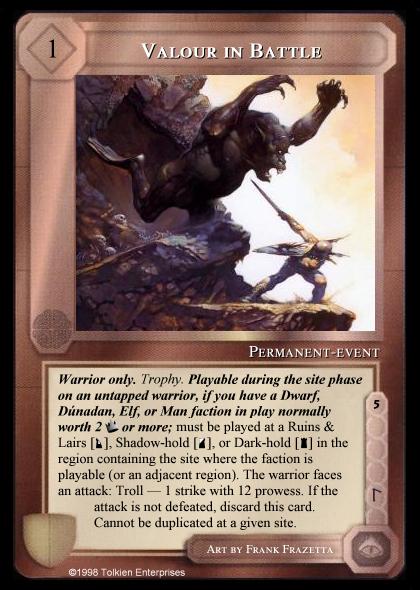 1
VALOUR IN BATTLE
PERMANENT-EVENT
Warrior only. Trophy. Playable during the site phase
on an untapped warrior, if you have a Dwarf,
Dúnadan, Elf, or Man faction in play normally
worth 2 or more; must be played at a Ruins &
Lairs [], Shadow-hold [], or Dark-hold [] in the
region containing the site where the faction is
playable (or an adjacent region). The warrior faces
an attack: Troll — 1 strike with 12 prowess. If the
attack is not defeated, discard this card.
Cannot be duplicated at a given site.
5
ART BY FRANK FRAZETTA
©1998 Tolkien Enterprises